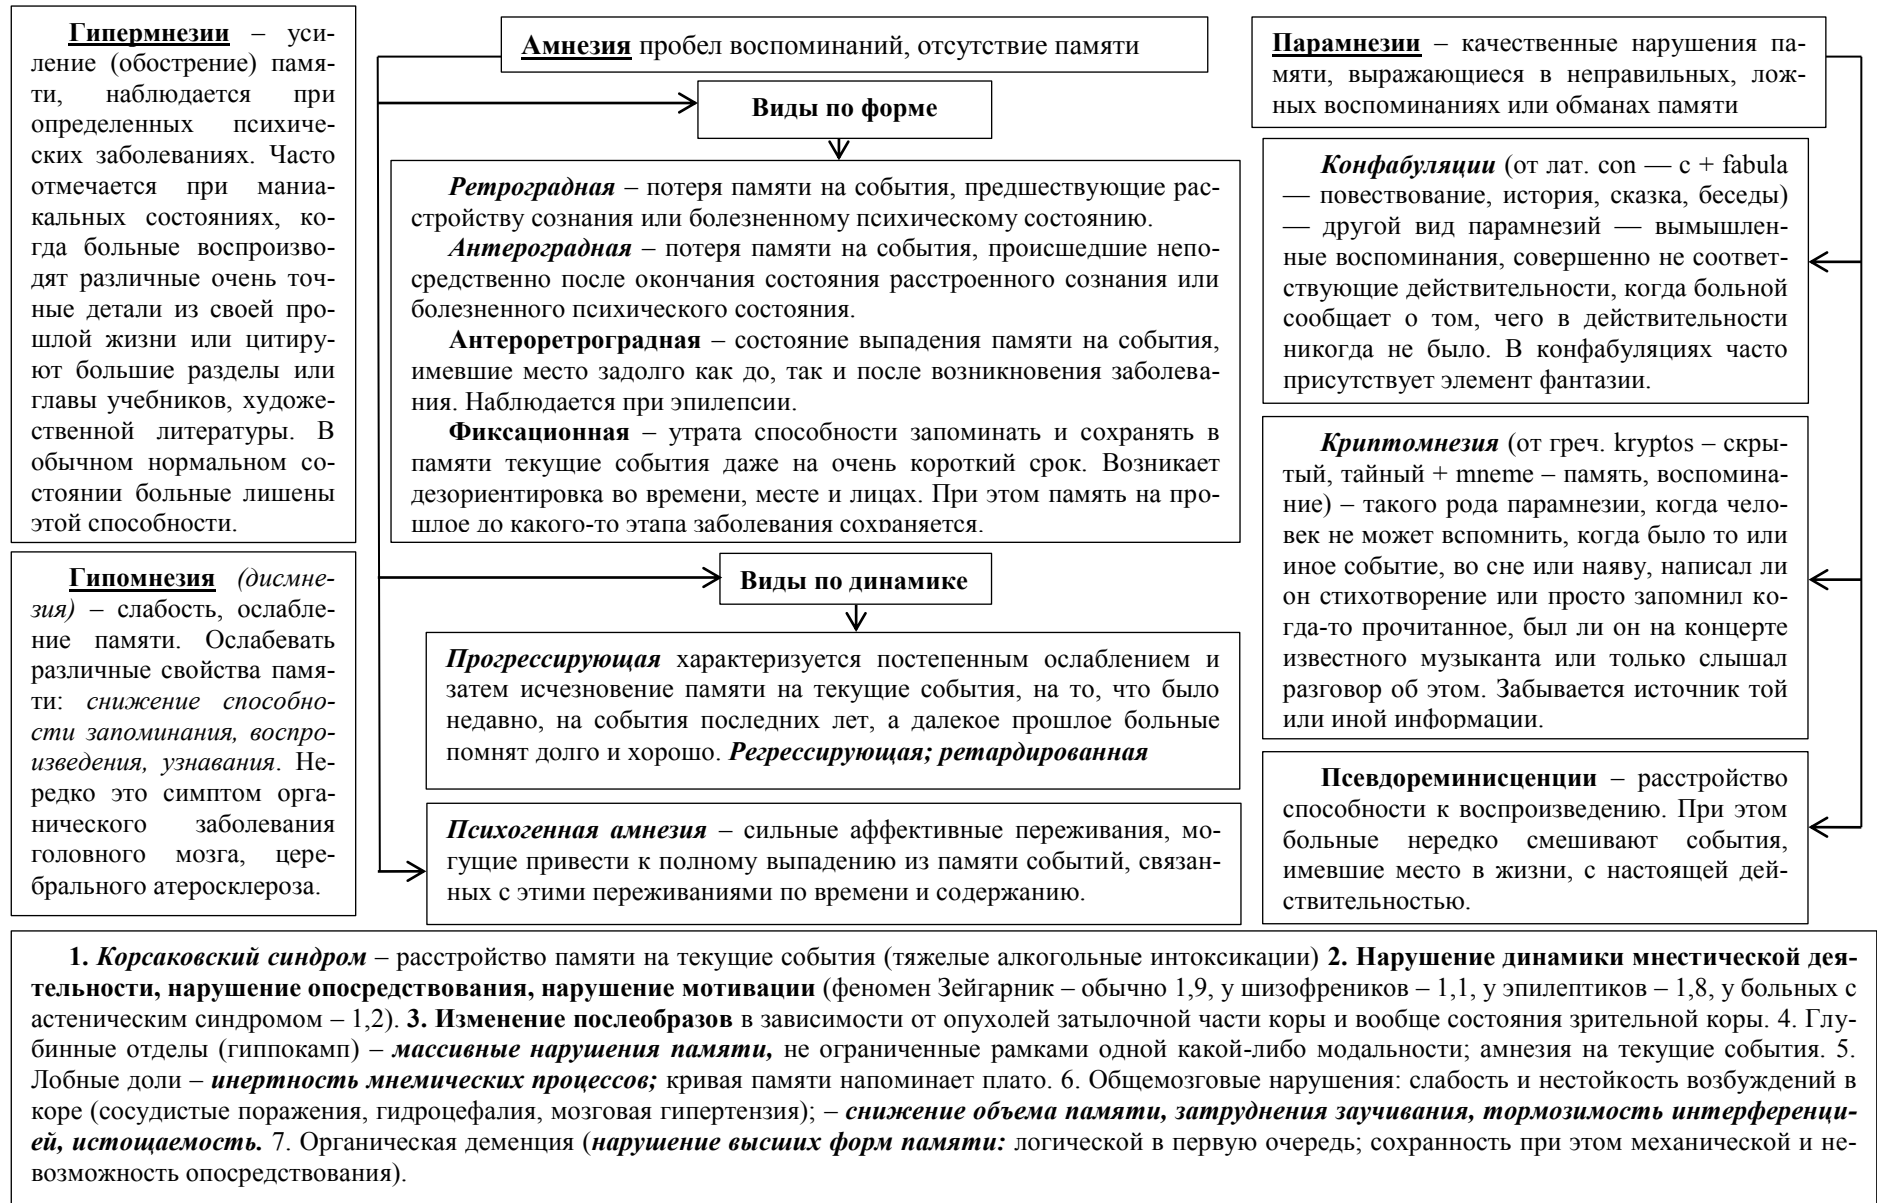 Гипермнезии – уси-
ление (обострение) памя-
ти, наблюдается при
определенных психиче-
ских заболеваниях. Часто
отмечается при маниа-
кальных состояниях, ко-
гда больные воспроизво-
дят различные очень точ-
ные детали из своей про-
шлой жизни или цитиру-
ют большие разделы или
главы учебников, художе-
ственной литературы. В
обычном нормальном со-
стоянии больные лишены
этой способности.
Гипомнезия (дисмне-
зия) – слабость, ослабле-
ние памяти. Ослабевать
различные свойства памя-
ти: снижение способно-
сти запоминания, воспро-
изведения, узнавания. Не-
редко это симптом орга-
нического заболевания
головного мозга, цере-
брального атеросклероза.
Амнезия пробел воспоминаний, отсутствие памяти
Виды по форме
Ретроградная – потеря памяти на события, предшествующие рас-
стройству сознания или болезненному психическому состоянию.
Антероградная – потеря памяти на события, происшедшие непо-
средственно после окончания состояния расстроенного сознания или
болезненного психического состояния.
Антероретроградная – состояние выпадения памяти на события,
имевшие место задолго как до, так и после возникновения заболева-
ния. Наблюдается при эпилепсии.
Фиксационная – утрата способности запоминать и сохранять в
памяти текущие события даже на очень короткий срок. Возникает
дезориентировка во времени, месте и лицах. При этом память на про-
шлое до какого-то этапа заболевания сохраняется.
Виды по динамике
Прогрессирующая характеризуется постепенным ослаблением и
затем исчезновение памяти на текущие события, на то, что было
недавно, на события последних лет, а далекое прошлое больные
помнят долго и хорошо. Регрессирующая; ретардированная
Психогенная амнезия – сильные аффективные переживания, мо-
гущие привести к полному выпадению из памяти событий, связан-
ных с этими переживаниями по времени и содержанию.
Парамнезии – качественные нарушения па-
мяти, выражающиеся в неправильных, лож-
ных воспоминаниях или обманах памяти
Конфабуляции (от лат. con — с + fabula
— повествование, история, сказка, беседы)
— другой вид парамнезий — вымышлен-
ные воспоминания, совершенно не соответ-
ствующие действительности, когда больной
сообщает о том, чего в действительности
никогда не было. В конфабуляциях часто
присутствует элемент фантазии.
Криптомнезия (от греч. kryptos – скры-
тый, тайный + mneme – память, воспомина-
ние) – такого рода парамнезии, когда чело-
век не может вспомнить, когда было то или
иное событие, во сне или наяву, написал ли
он стихотворение или просто запомнил ко-
гда-то прочитанное, был ли он на концерте
известного музыканта или только слышал
разговор об этом. Забывается источник той
или иной информации.
Псевдореминисценции – расстройство
способности к воспроизведению. При этом
больные нередко смешивают события,
имевшие место в жизни, с настоящей дей-
ствительностью.
1. Корсаковский синдром – расстройство памяти на текущие события (тяжелые алкогольные интоксикации) 2. Нарушение динамики мнестической дея-
тельности, нарушение опосредствования, нарушение мотивации (феномен Зейгарник – обычно 1,9, у шизофреников – 1,1, у эпилептиков – 1,8, у больных с
астеническим синдромом – 1,2). 3. Изменение послеобразов в зависимости от опухолей затылочной части коры и вообще состояния зрительной коры. 4. Глу-
бинные отделы (гиппокамп) – массивные нарушения памяти, не ограниченные рамками одной какой-либо модальности; амнезия на текущие события. 5.
Лобные доли – инертность мнемических процессов; кривая памяти напоминает плато. 6. Общемозговые нарушения: слабость и нестойкость возбуждений в
коре (сосудистые поражения, гидроцефалия, мозговая гипертензия); – снижение объема памяти, затруднения заучивания, тормозимость интерференци-
ей, истощаемость. 7. Органическая деменция (нарушение высших форм памяти: логической в первую очередь; сохранность при этом механической и не-
возможность опосредствования).